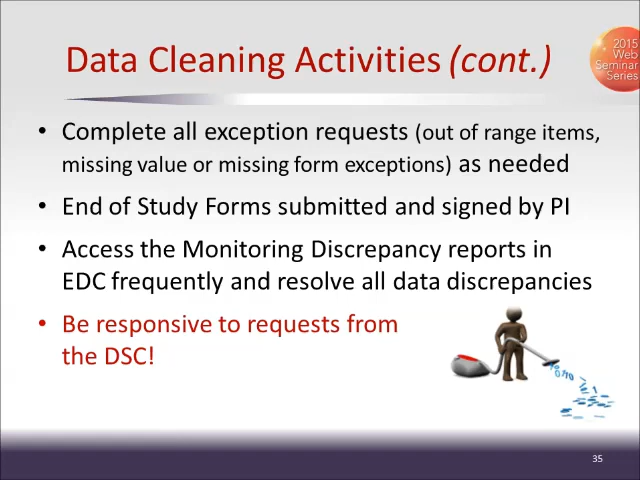 Data Cleaning Activities (cont.)
2015
Web
Seminar
Series
• Complete all exception requests (out of range items,
missing value or missing form exceptions) as needed
• End of Study Forms submitted and signed by PI
• Access the Monitoring Discrepancy reports in
EDC frequently and resolve all data discrepancies
• Be responsive to requests from
the DSC!
35